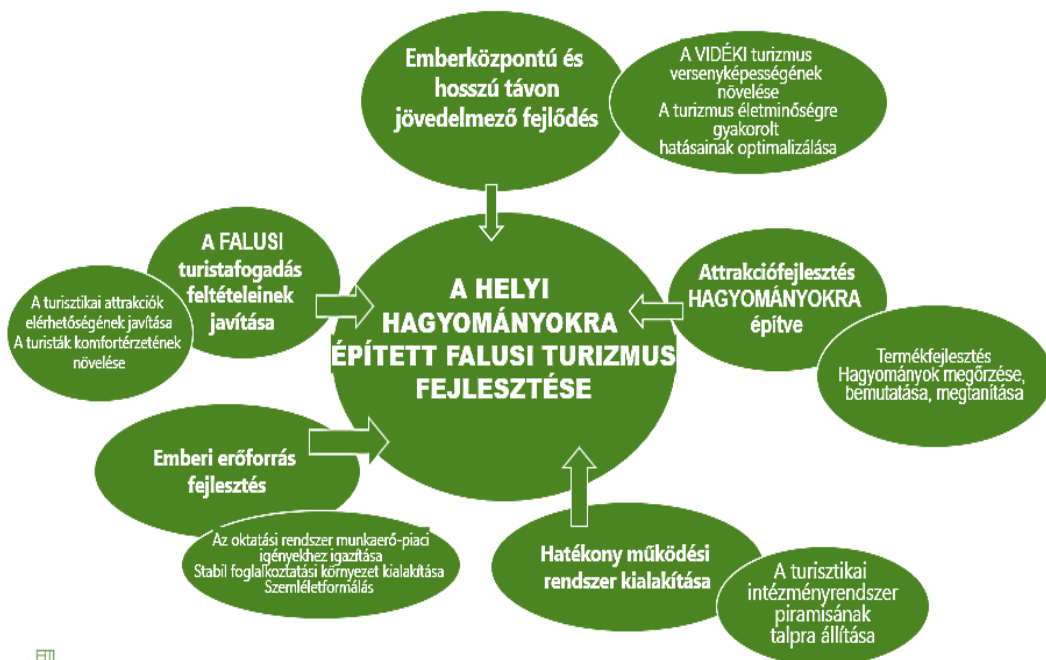 Emberközpontú és
hosszú távon
jövedelmező fejlődés
A VIDÉKI turizmus
versenyképességének
növelése
A turizmus életminőségre
gyakorolt
hatásainak optimalizálása
A FALUSI
turistafogadás
feltételeinek
javítása
A turisztikai attrakciók
elérhetőségének javítása
A turisták komfortérzetének
növelése
A HELYI
HAGYOMÁNYOKRA
ÉPÍTETT FALUSI TURIZMUS
FEJLESZTÉSE
Attrakciófejlesztés
HAGYOMÁNYOKRA
építve
Termékfejlesztés
Hagyományok megőrzése,
bemutatása, megtanítása
Emberi erőforrás
fejlesztés
Az oktatási rendszer munkaerő-piaci
igényekhez igazítása
Stabil foglalkoztatási környezet kialakítása
Szemléletformálás
Hatékony működési
rendszer kialakítása
A turisztikai
intézményrendszer
piramisának
talpra állítása